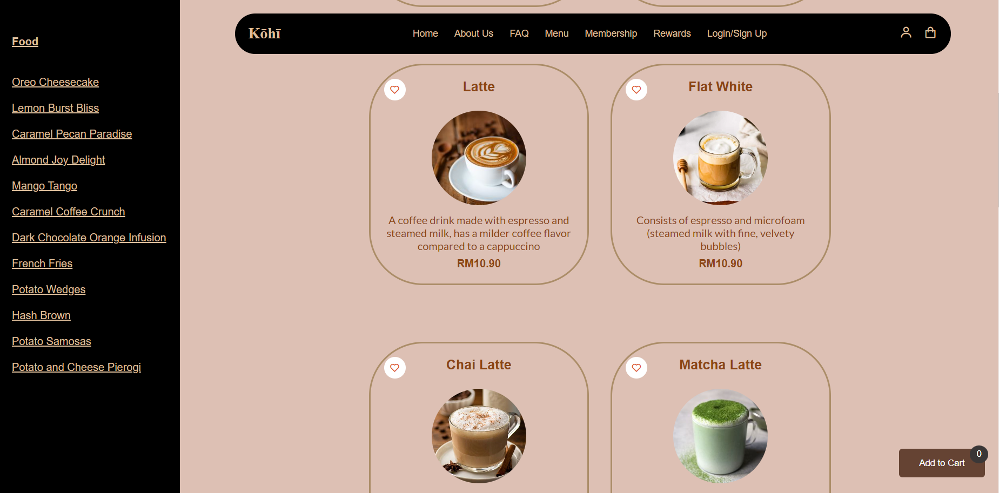 Food
Oreo Cheesecake
Lemon Burst Bliss
Caramel Pecan Paradise
Almond Joy Delight
Mango Tango
Caramel Coffee Crunch
Dark Chocolate Orange Infusion
French Fries
Potato Wedges
Hash Brown
Potato Samosas
Potato and Cheese Pierogi
Kōhī
Home
About Us
FAQ
Menu
Membership
Rewards
Login/Sign Up
Latte
A coffee drink made with espresso and
steamed milk, has a milder coffee flavor
compared to a cappuccino
RM10.90
Flat White
Consists of espresso and microfoam
(steamed milk with fine, velvety
bubbles)
RM10.90
Chai Latte
Matcha Latte
Add to Cart
0